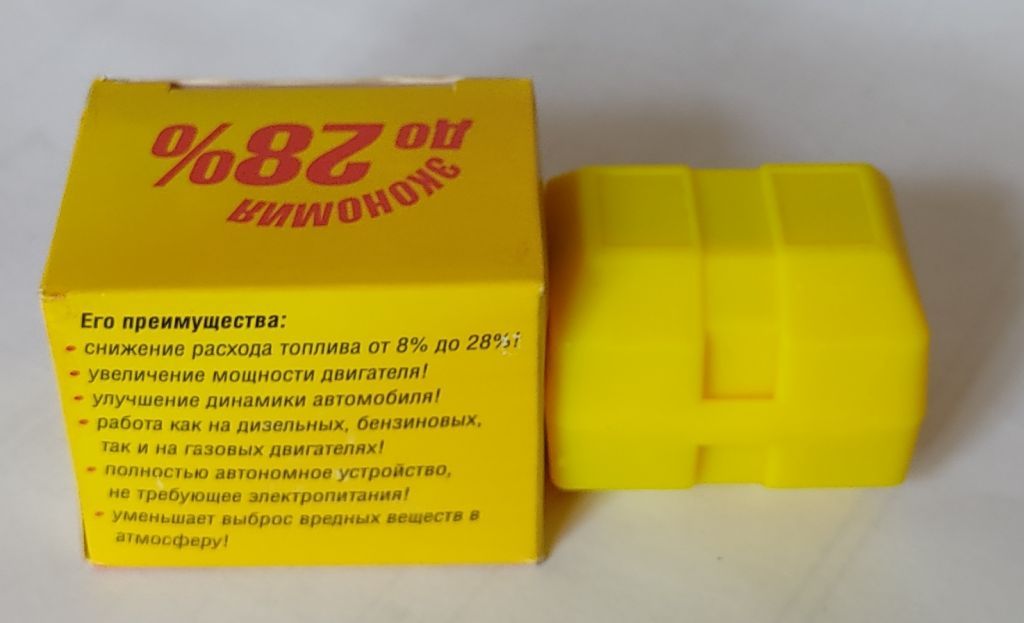 ЭКОНОМИЯ
ДО 28%
Его преимущества:
• снижение расхода топлива от 8% до 28%!
• увеличение мощности двигателя!
• улучшение динамики автомобиля!
• работа как на дизельных, бензиновых,
так и на газовых двигателях!
• полностью автономное устройство,
не требующее электропитания!
• уменьшает выброс вредных веществ в
атмосферу!